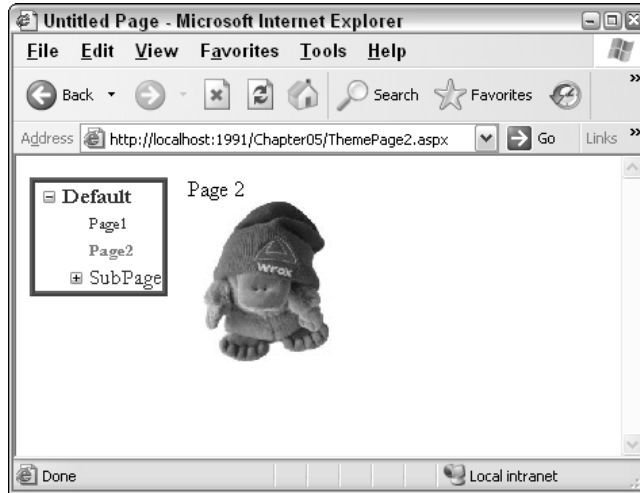 Untitled Page - Microsoft Internet Explorer
File Edit View Favorites Tools Help
Back Search Favorites »
Address http://localhost:1991/Chapter05/ThemePage2.aspx Go Links »
Default
Page1
Page2
SubPage
Page 2
Wrox
Done Local intranet